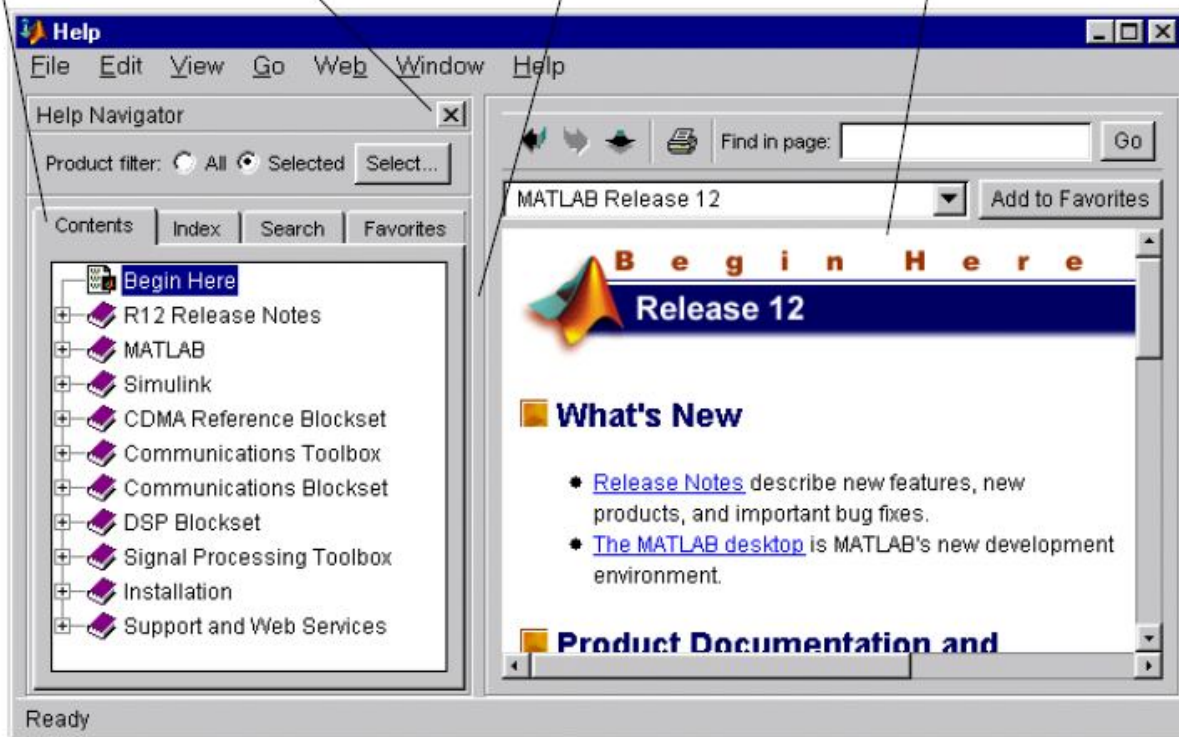 Help
File Edit View Go Web Window Help
Help Navigator
Product filter: All Selected Select...
Contents Index Search Favorites
Begin Here
R12 Release Notes
MATLAB
Simulink
CDMA Reference Blockset
Communications Toolbox
Communications Blockset
DSP Blockset
Signal Processing Toolbox
Installation
Support and Web Services
Find in page: Go
MATLAB Release 12 Add to Favorites
Begin Here
Release 12
What's New
Release Notes describe new features, new
products, and important bug fixes.
The MATLAB desktop is MATLAB's new development
environment.
Product Documentation and
Ready